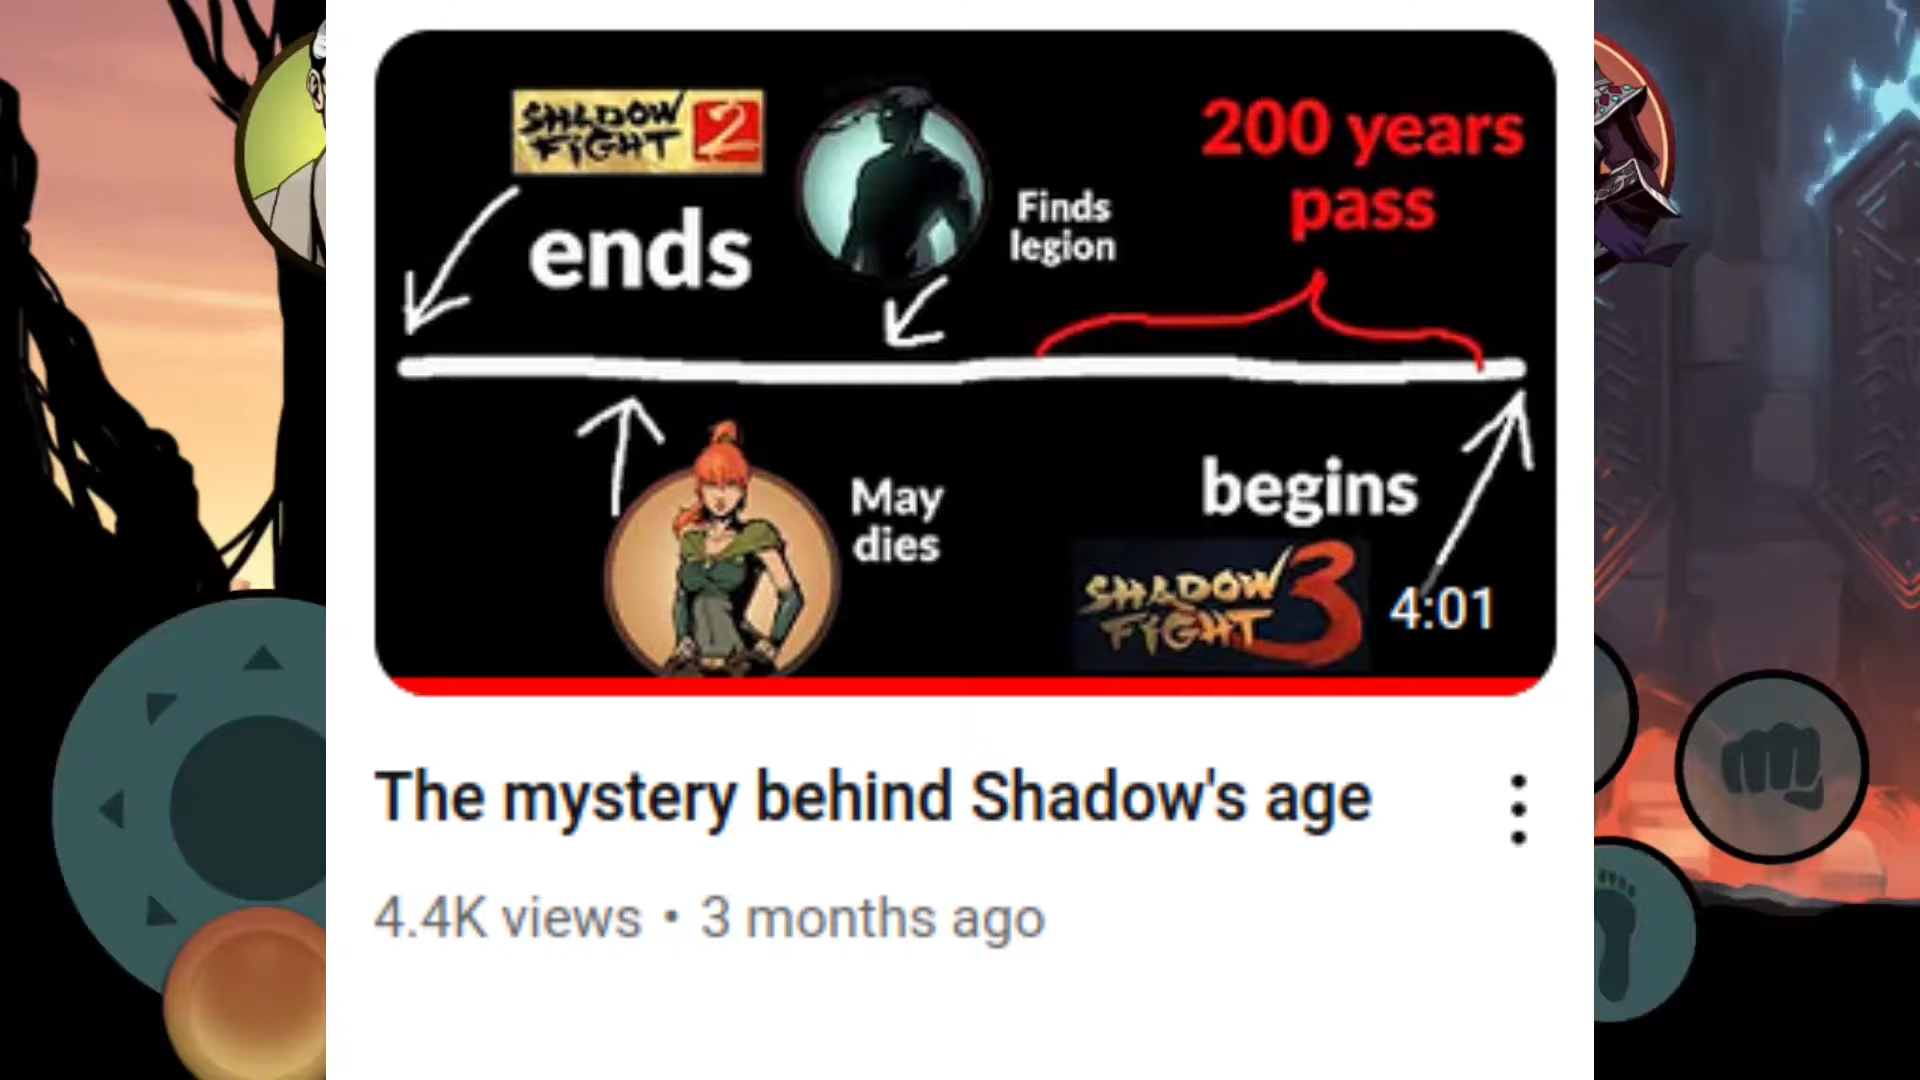 SHADOW
FIGHT 2
ends
Finds
legion
200 years
pass
May
dies
begins
SHADOW
FIGHT 3
4:01
The mystery behind Shadow's age
4.4K views • 3 months ago